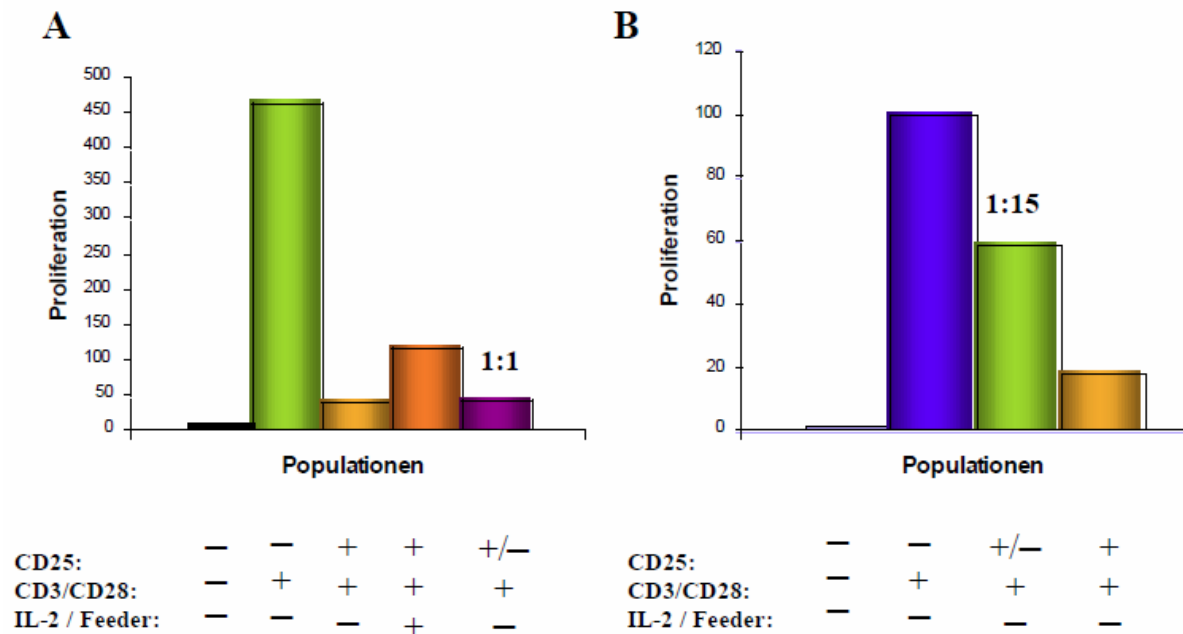 A
500
450
400
350
300
250
200
150
100
50
0
Proliferation
1:1
Populationen
CD25: − − + + +/−
CD3/CD28: − + + + +
IL-2 / Feeder: − − − + −
B
120
100
80
60
40
20
0
Proliferation
1:15
Populationen
CD25: − − +/− +
CD3/CD28: − + + +
IL-2 / Feeder: − − − −